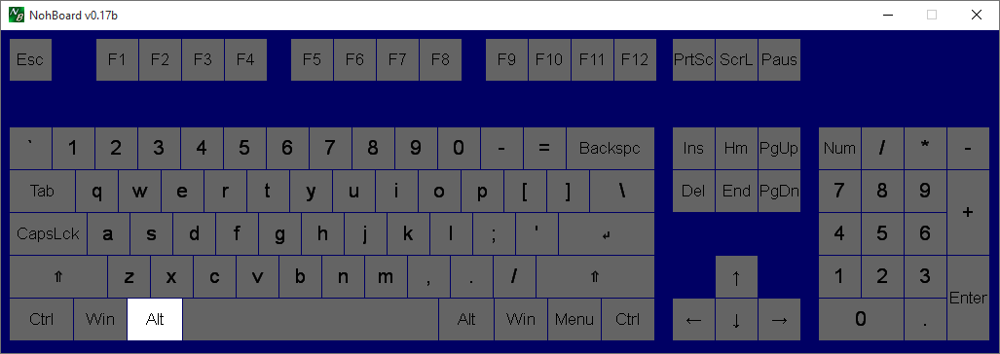 NohBoard v0.17b
Esc F1 F2 F3 F4 F5 F6 F7 F8 F9 F10 F11 F12 PrtSc ScrL Paus
` 1 2 3 4 5 6 7 8 9 0 - = Backspc Ins Hm PgUp Num / * -
Tab q w e r t y u i o p [ ] \ Del End PgDn 7 8 9 +
CapsLck a s d f g h j k l ; ' ↵ 4 5 6
⇑ z x c v b n m , . / ⇑ ↑ 1 2 3 Enter
Ctrl Win Alt Alt Win Menu Ctrl ← ↓ → 0 .